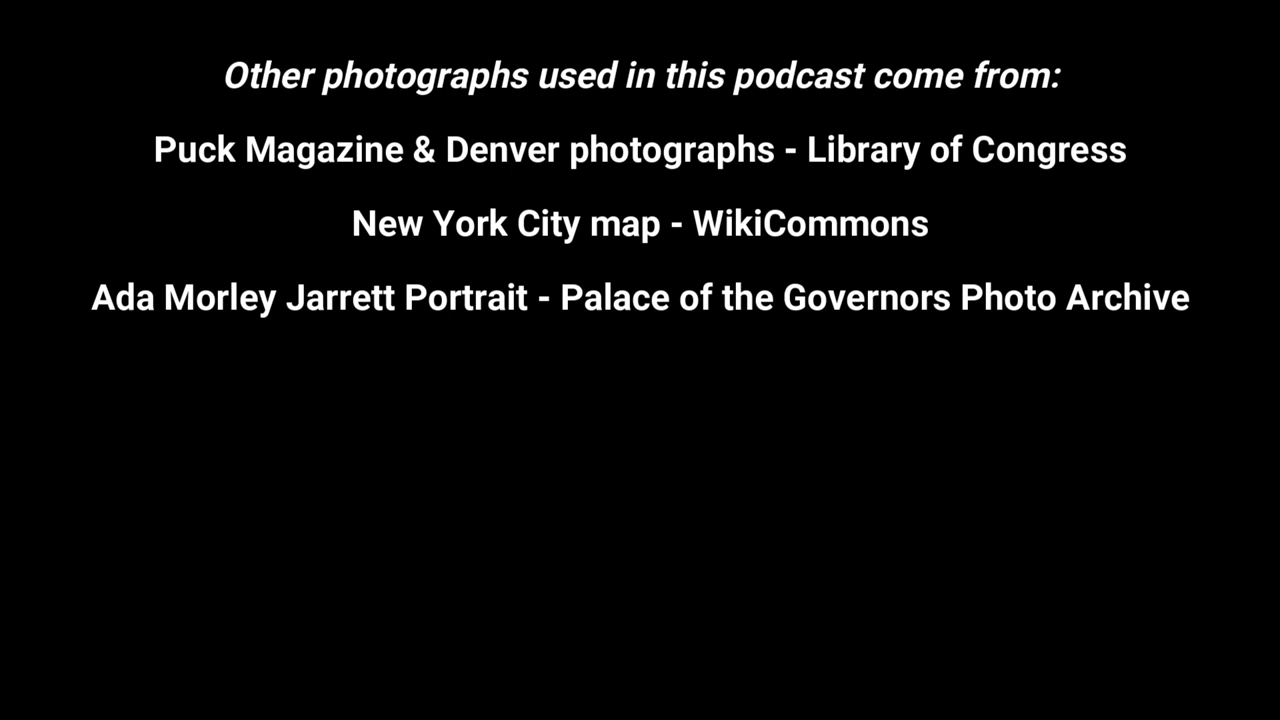 Other photographs used in this podcast come from:
Puck Magazine & Denver photographs - Library of Congress
New York City map - WikiCommons
Ada Morley Jarrett Portrait - Palace of the Governors Photo Archive